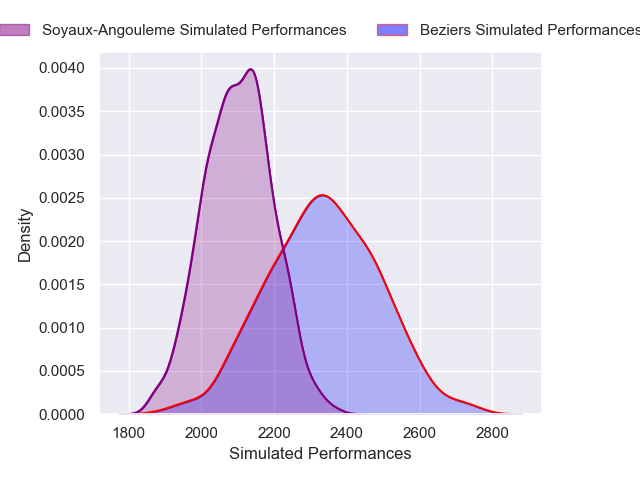 Soyaux-Angouleme Simulated Performances
Beziers Simulated Performances
0.0040
0.0035
0.0030
0.0025
0.0020
0.0015
0.0010
0.0005
0.0000
Density
1800 2000 2200 2400 2600 2800
Simulated Performances